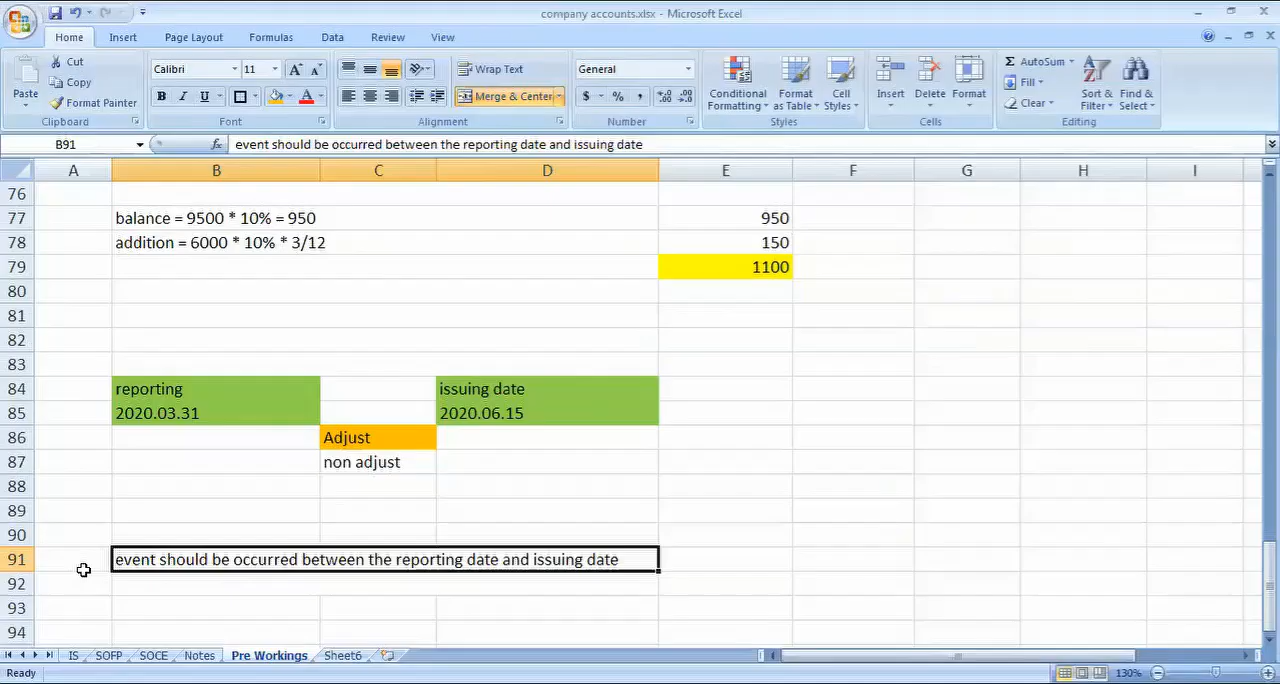 company accounts.xlsx - Microsoft Excel
Home Insert Page Layout Formulas Data Review View
Paste Cut Copy Format Painter
Clipboard
Calibri 11 A A
B I U A
Font
Wrap Text
Merge & Center
Alignment
General
$ % , .0 .00 .00 .0
Number
Conditional Formatting Format as Table Cell Styles
Styles
Insert Delete Format
Cells
Σ AutoSum Fill Clear
Sort & Filter Find & Select
Editing
B91 fx event should be occurred between the reporting date and issuing date
A B C D E F G H I
76
77 balance = 9500 * 10% = 950 950
78 addition = 6000 * 10% * 3/12 150
79 1100
80
81
82
83
84 reporting issuing date
85 2020.03.31 2020.06.15
86 Adjust
87 non adjust
88
89
90
91 event should be occurred between the reporting date and issuing date
92
93
94
IS SOFP SOCE Notes Pre Workings Sheet6
Ready 130%